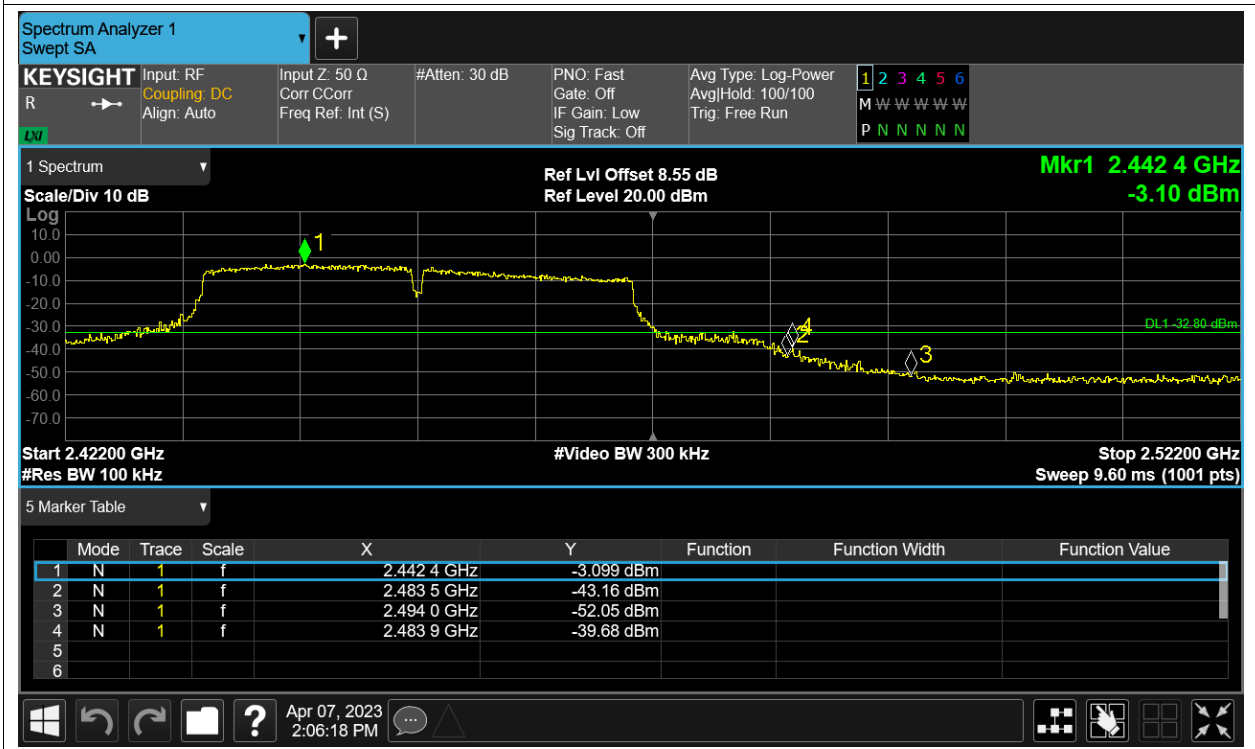 Spectrum Analyzer 1
Swept SA
KEYSIGHT
R
LXI
Input: RF
Coupling: DC
Align: Auto
Input Z: 50 Ω
Corr CCorr
Freq Ref: Int (S)
#Atten: 30 dB
PNO: Fast
Gate: Off
IF Gain: Low
Sig Track: Off
Avg Type: Log-Power
Avg|Hold: 100/100
Trig: Free Run
1 2 3 4 5 6
M W W W W W
P N N N N N
1 Spectrum
Scale/Div 10 dB
Ref Lvl Offset 8.55 dB
Ref Level 20.00 dBm
Mkr1 2.442 4 GHz
-3.10 dBm
Log
10.0
0.00
-10.0
-20.0
-30.0
-40.0
-50.0
-60.0
-70.0
1
4
2
3
DL1 -32.80 dBm
Start 2.42200 GHz
#Video BW 300 kHz
Stop 2.52200 GHz
#Res BW 100 kHz
Sweep 9.60 ms (1001 pts)
5 Marker Table
Mode Trace Scale X Y Function Function Width Function Value
1 N 1 f 2.442 4 GHz -3.099 dBm
2 N 1 f 2.483 5 GHz -43.16 dBm
3 N 1 f 2.494 0 GHz -52.05 dBm
4 N 1 f 2.483 9 GHz -39.68 dBm
5
6
?
Apr 07, 2023
2:06:18 PM